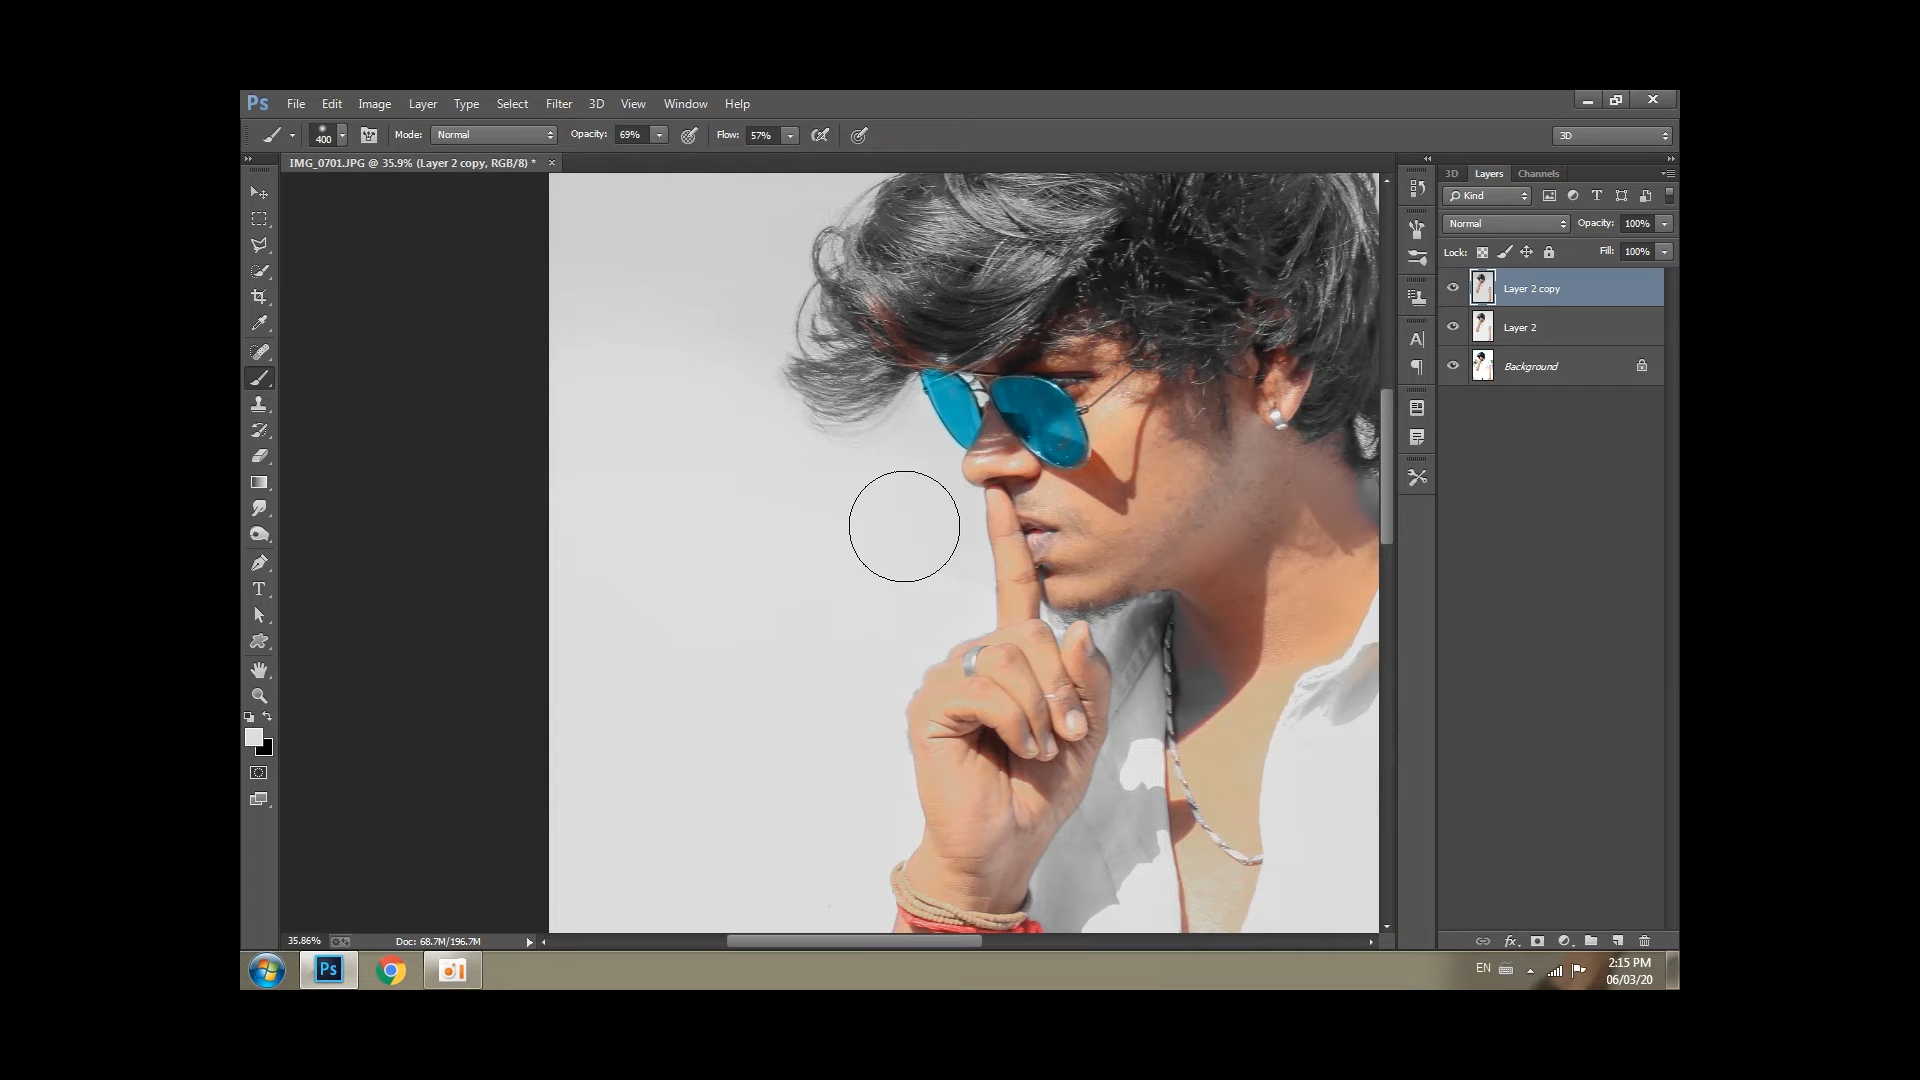 Ps File Edit Image Layer Type Select Filter 3D View Window Help
400 Mode: Normal Opacity: 69% Flow: 57% 3D
IMG_0701.JPG @ 35.9% (Layer 2 copy, RGB/8) *
3D Layers Channels
Kind
Normal Opacity: 100%
Lock: Fill: 100%
Layer 2 copy
Layer 2
Background
35.86% Doc: 68.7M/196.7M
fx
Ps EN 2:15 PM
06/03/20